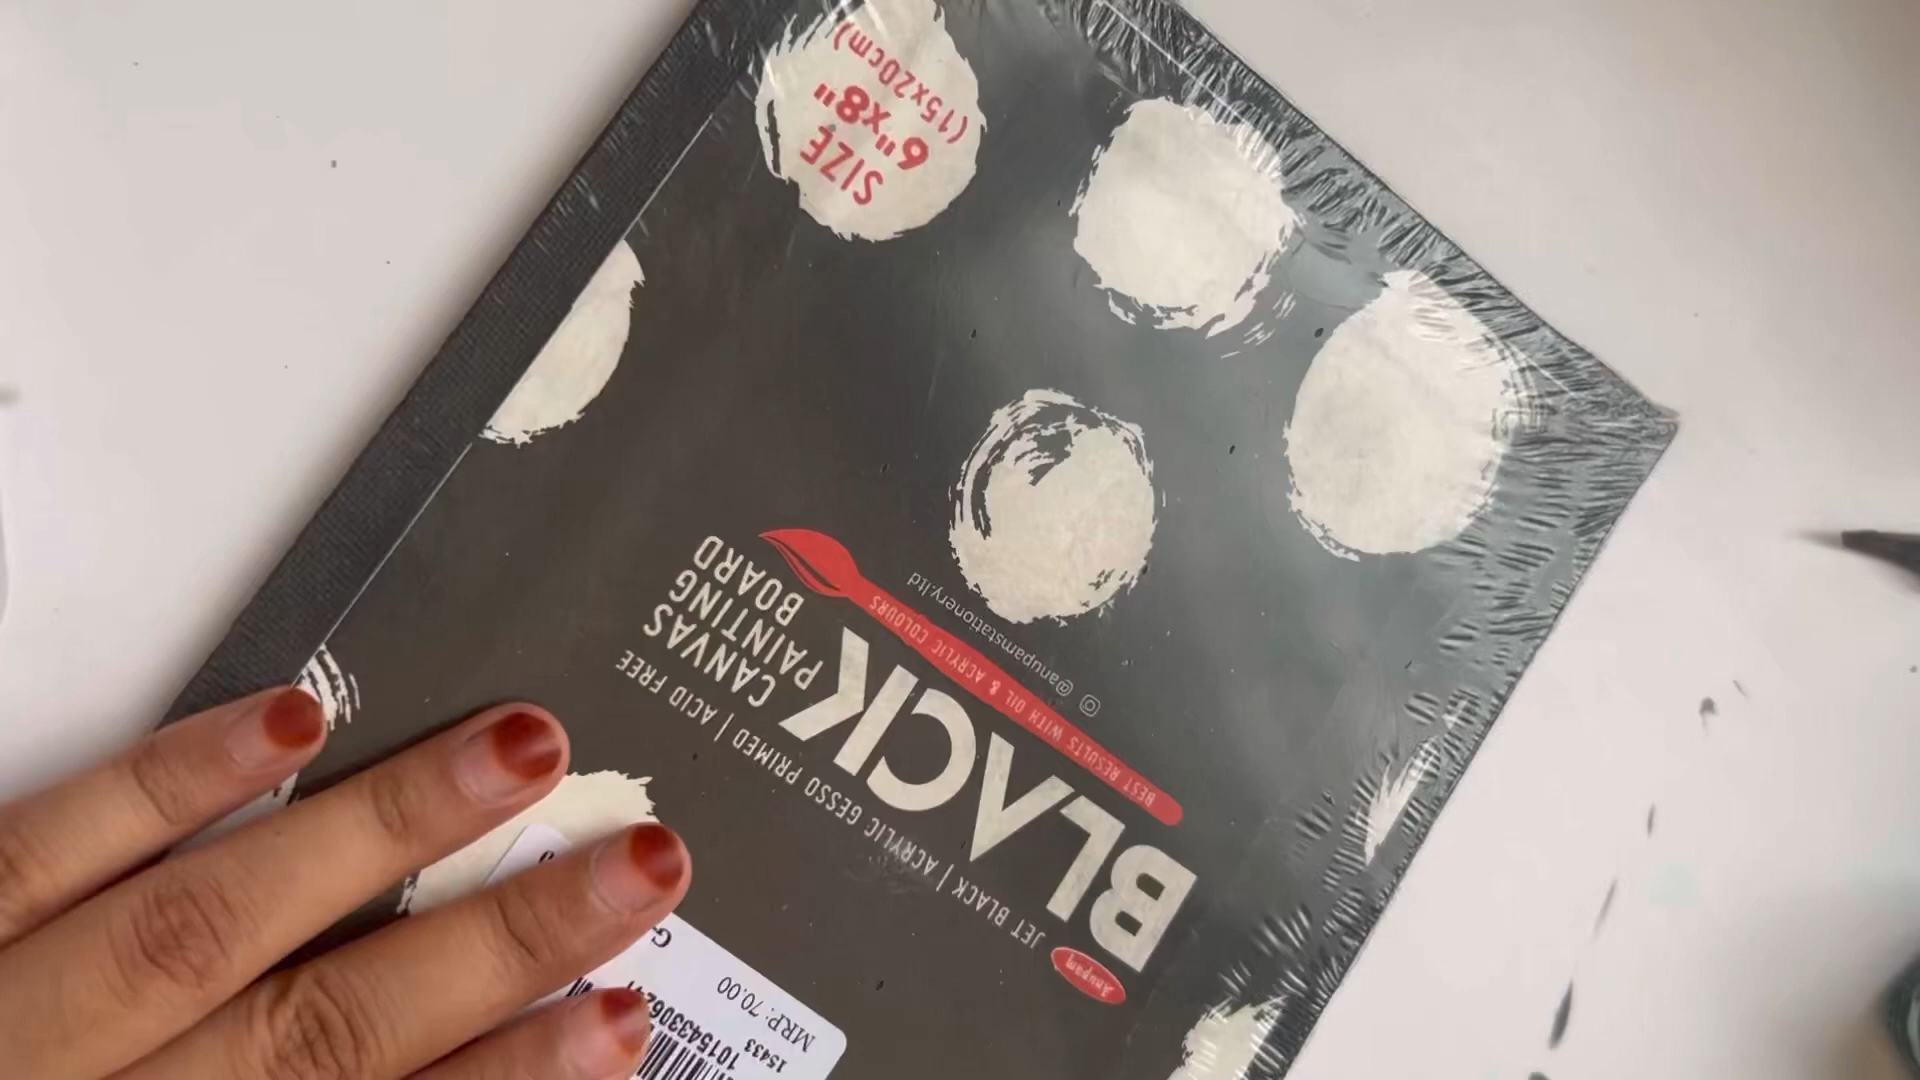 Anupam
JET BLACK | ACRYLIC GESSO PRIMED | ACID FREE
BLACK
CANVAS
PAINTING
BOARD
BEST RESULTS WITH OIL & ACRYLIC COLOURS
@anupamstationery.ltd
SIZE
6"x8"
(15x20cm)
MRP: 70.00
15433